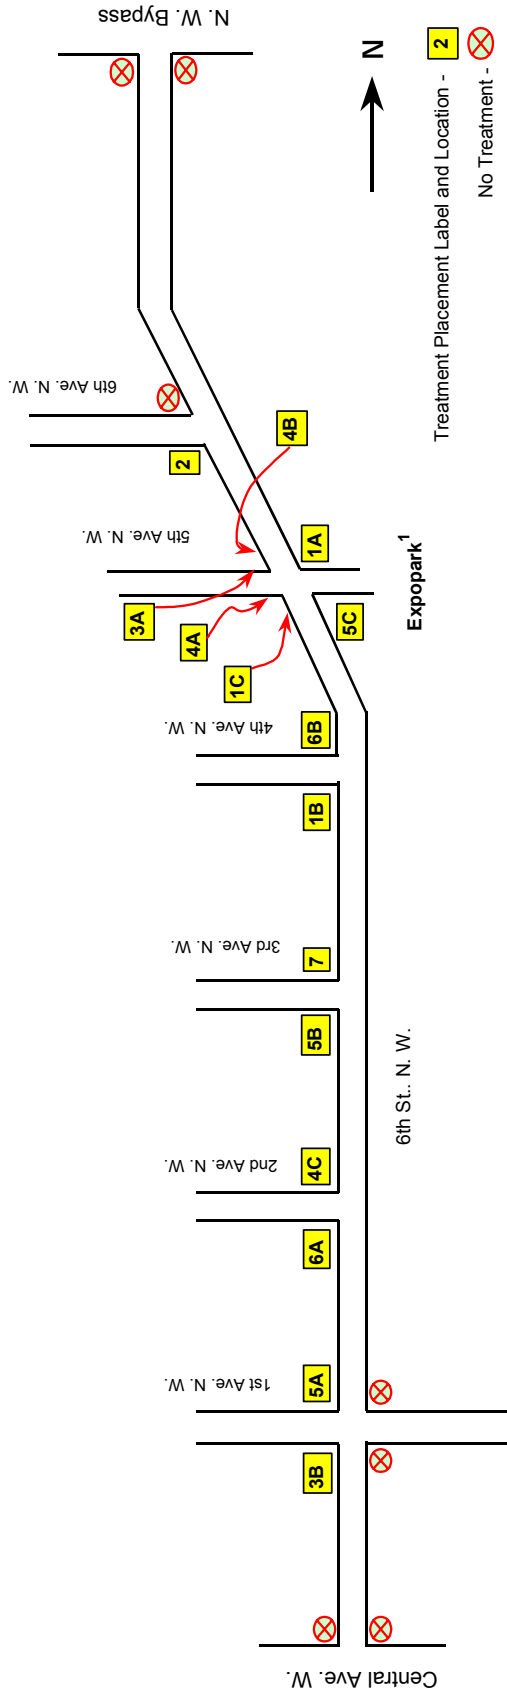 N. W. Bypass
N
2
Treatment Placement Label and Location -
No Treatment -
6th Ave. N. W.
2
4B
5th Ave. N. W.
3A
4A
1C
1A
5C
Expopark1
4th Ave. N. W.
6B
1B
3rd Ave. N. W.
7
5B
6th St.. N. W.
2nd Ave. N. W.
4C
6A
1st Ave. N. W.
5A
3B
Central Ave. W.